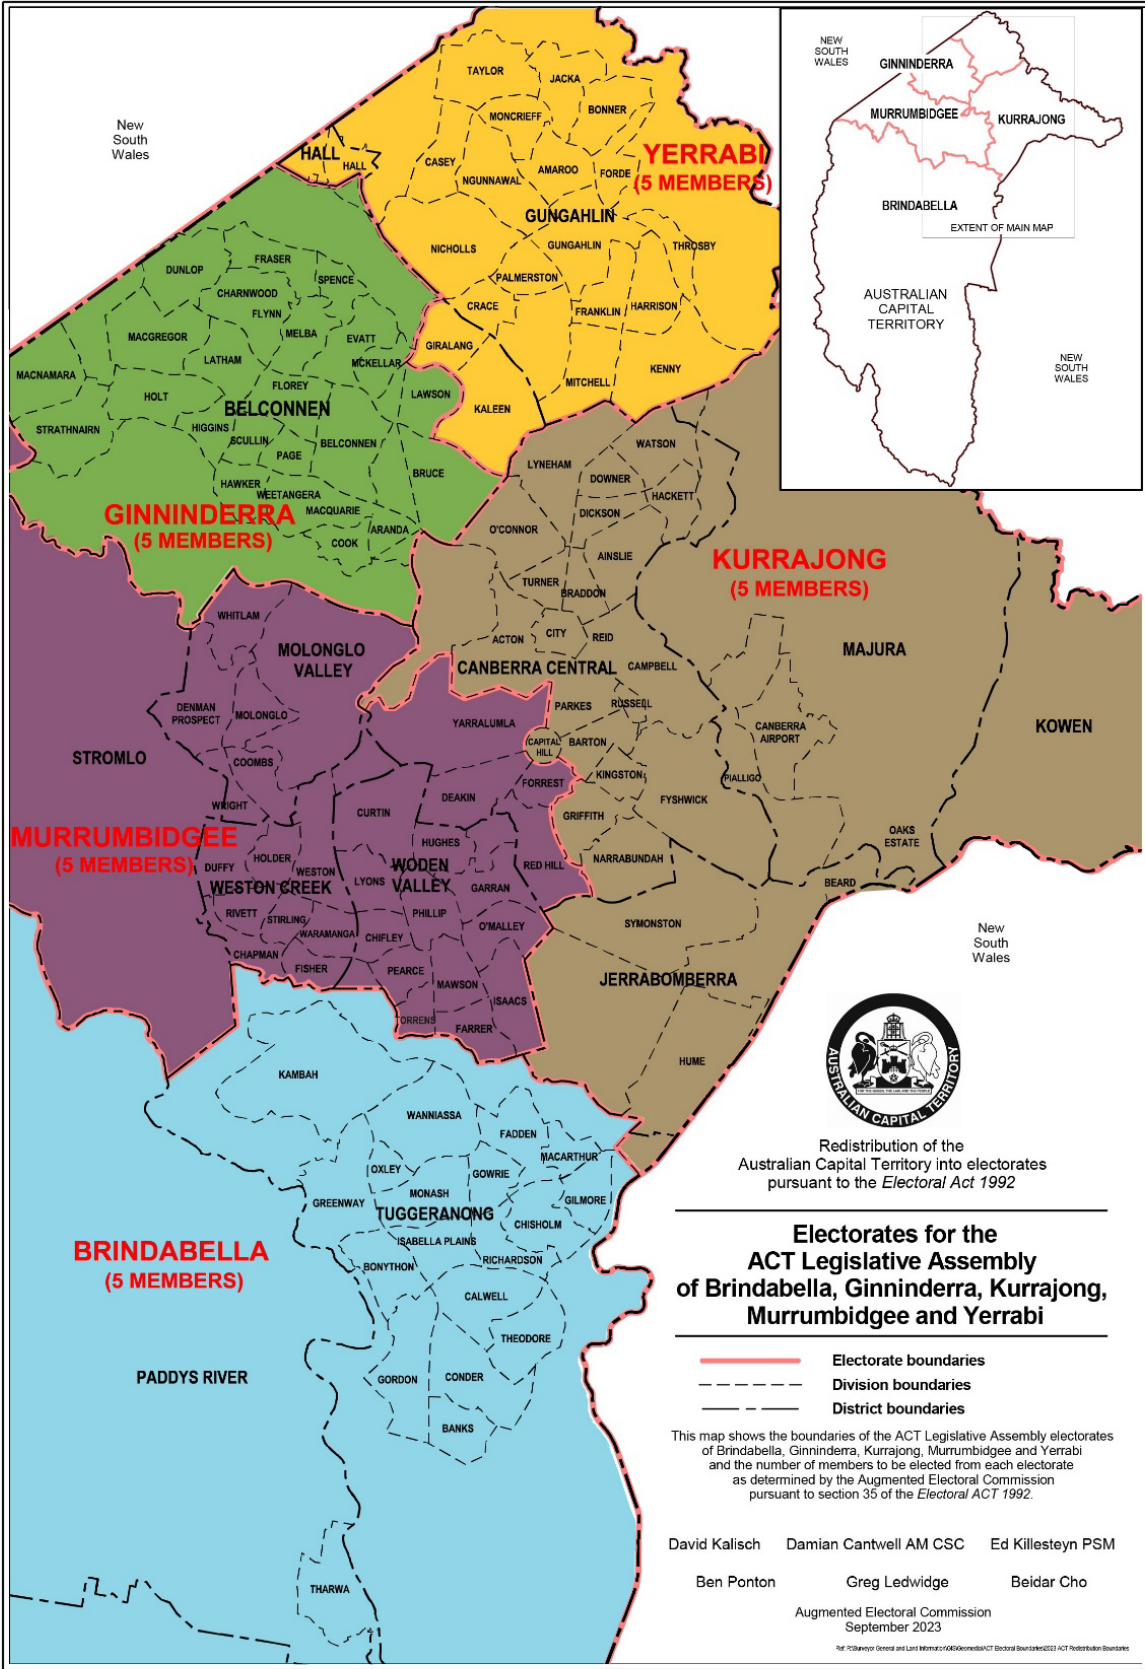 New
South
Wales
TAYLOR
JACKA
BONNER
MONCRIEFF
HALL
HALL
CASEY
NGUNNAWAL
AMAROO
FORDE
YERRABI
(5 MEMBERS)
GUNGAHLIN
GUNGAHLIN
NICHOLLS
THROSBY
PALMERSTON
CRACE
FRANKLIN
HARRISON
GIRALANG
MITCHELL
KENNY
KALEEN
NEW
SOUTH
WALES
GINNINDERRA
MURRUMBIDGEE
KURRAJONG
BRINDABELLA
EXTENT OF MAIN MAP
AUSTRALIAN
CAPITAL
TERRITORY
NEW
SOUTH
WALES
DUNLOP
FRASER
SPENCE
CHARNWOOD
FLYNN
MACGREGOR
MELBA
EVATT
LATHAM
MCKELLAR
MACNAMARA
HOLT
FLOREY
LAWSON
BELCONNEN
STRATHNAIRN
HIGGINS
SCULLIN
BELCONNEN
PAGE
HAWKER
WEETANGERA
BRUCE
MACQUARIE
GINNINDERRA
(5 MEMBERS)
ARANDA
COOK
WATSON
LYNEHAM
DOWNER
HACKETT
DICKSON
O'CONNOR
AINSLIE
KURRAJONG
(5 MEMBERS)
TURNER
BRADDON
ACTON
CITY
REID
CANBERRA CENTRAL
CAMPBELL
MAJURA
PARKES
RUSSELL
CANBERRA
AIRPORT
KOWEN
CAPITAL
HILL
BARTON
KINGSTON
PIALLIGO
FYSHWICK
GRIFFITH
OAKS
ESTATE
NARRABUNDAH
BEARD
SYMONSTON
JERRABOMBERRA
HUME
WHITLAM
MOLONGLO
VALLEY
DENMAN
PROSPECT
MOLONGLO
YARRALUMLA
STROMLO
COOMBS
FORREST
WRIGHT
CURTIN
DEAKIN
MURRUMBIDGEE
(5 MEMBERS)
HUGHES
DUFFY
HOLDER
WESTON
WODEN
VALLEY
RED HILL
WESTON CREEK
LYONS
GARRAN
RIVETT
STIRLING
PHILLIP
O'MALLEY
WARAMANGA
CHIFLEY
CHAPMAN
FISHER
PEARCE
MAWSON
ISAACS
TORRENS
FARRER
New
South
Wales
KAMBAH
WANNIASSA
FADDEN
MACARTHUR
OXLEY
GOWRIE
MONASH
GILMORE
GREENWAY
TUGGERANONG
CHISHOLM
ISABELLA PLAINS
BRINDABELLA
(5 MEMBERS)
BONYTHON
RICHARDSON
CALWELL
THEODORE
PADDYS RIVER
GORDON
CONDER
BANKS
THARWA
AUSTRALIAN CAPITAL TERRITORY
Redistribution of the
Australian Capital Territory into electorates
pursuant to the Electoral Act 1992
Electorates for the
ACT Legislative Assembly
of Brindabella, Ginninderra, Kurrajong,
Murrumbidgee and Yerrabi
Electorate boundaries
Division boundaries
District boundaries
This map shows the boundaries of the ACT Legislative Assembly electorates
of Brindabella, Ginninderra, Kurrajong, Murrumbidgee and Yerrabi
and the number of members to be elected from each electorate
as determined by the Augmented Electoral Commission
pursuant to section 35 of the Electoral ACT 1992.
David Kalisch Damian Cantwell AM CSC Ed Killesteyn PSM
Ben Ponton Greg Ledwidge Beidar Cho
Augmented Electoral Commission
September 2023